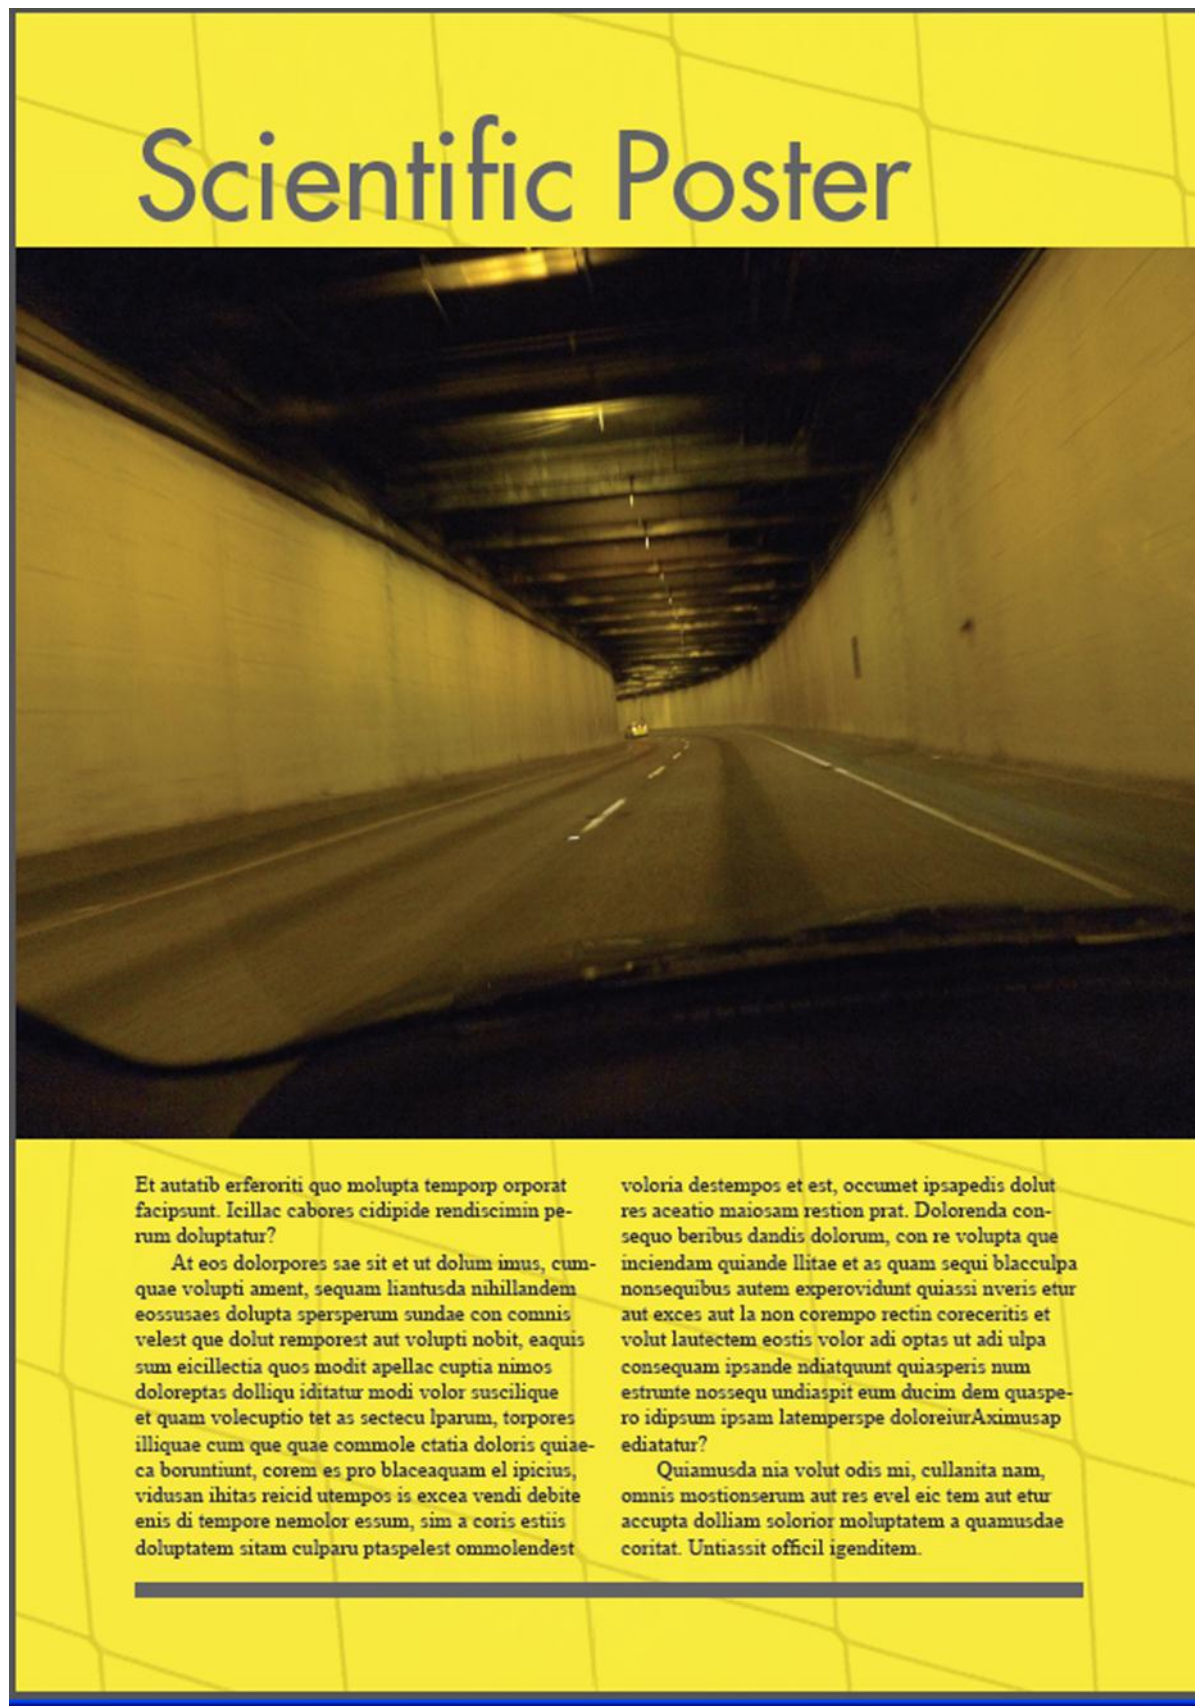 Scientific Poster
Et autatib erferoriti quo molupta temporp orporat
facipsunt. Icillac cabores cidipide rendiscimin pe-
rum doluptatur?
At eos dolorpores sae sit et ut dolum imus, cum-
quae volupti ament, sequam liantusda nihillandem
eossusaes dolupta spersperum sundae con comnis
velest que dolut remporest aut volupti nobit, eaquis
sum eicillectia quos modit apellac cuptia nimos
doloreptas dolliqu iditatur modi volor suscilique
et quam volecuptio tet as sectecu lparum, torpores
illiquae cum que quae commole ctatia doloris quiae-
ca boruntiunt, corem es pro blaceaquam el ipicius,
vidusan ihitas reicid utempos is excea vendi debite
enis di tempore nemolor essum, sim a coris estiis
doluptatem sitam culparu ptaspelest ommolendest
voloria destempos et est, occumet ipsapedis dolut
res aceatio maiosam restion prat. Dolorenda con-
sequo beribus dandis dolorum, con re volupta que
inciendam quiande llitae et as quam sequi blacculpa
nonsequibus autem experovidunt quiassi nveris etur
aut exces aut la non corempo rectin coreceritis et
volut lautectem eostis volor adi optas ut adi ulpa
consequam ipsande ndiatquunt quiasperis num
estrunte nossequ undiaspit eum ducim dem quaspe-
ro idipsum ipsam latemperspe doloreiurAximusap
ediatatur?
Quiamusda nia volut odis mi, cullanita nam,
omnis mostionserum aut res evel eic tem aut etur
accupta dolliam solorior moluptatem a quamusdae
coritat. Untiassit officil igenditem.